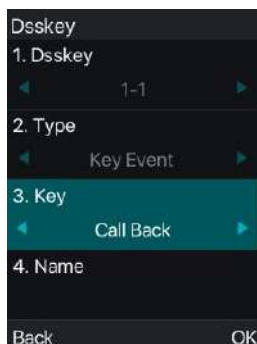 Dsskey
1. Dsskey
1-1
2. Type
Key Event
3. Key
Call Back
4. Name
Back OK